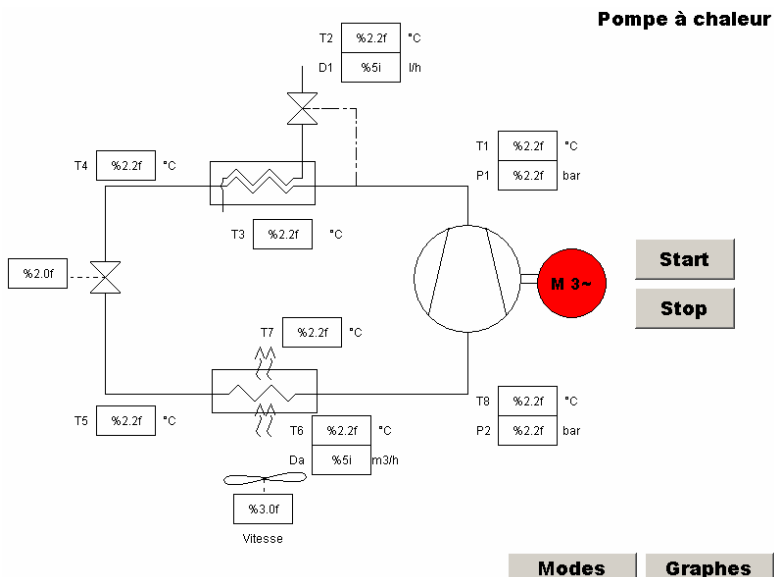 Pompe à chaleur
T2 %2.2f °C
D1 %5i l/h
T1 %2.2f °C
P1 %2.2f bar
T4 %2.2f °C
T3 %2.2f °C
%2.0f
M 3~
Start
Stop
T7 %2.2f °C
T5 %2.2f °C
T6 %2.2f °C
Da %5i m3/h
T8 %2.2f °C
P2 %2.2f bar
%3.0f
Vitesse
Modes
Graphes